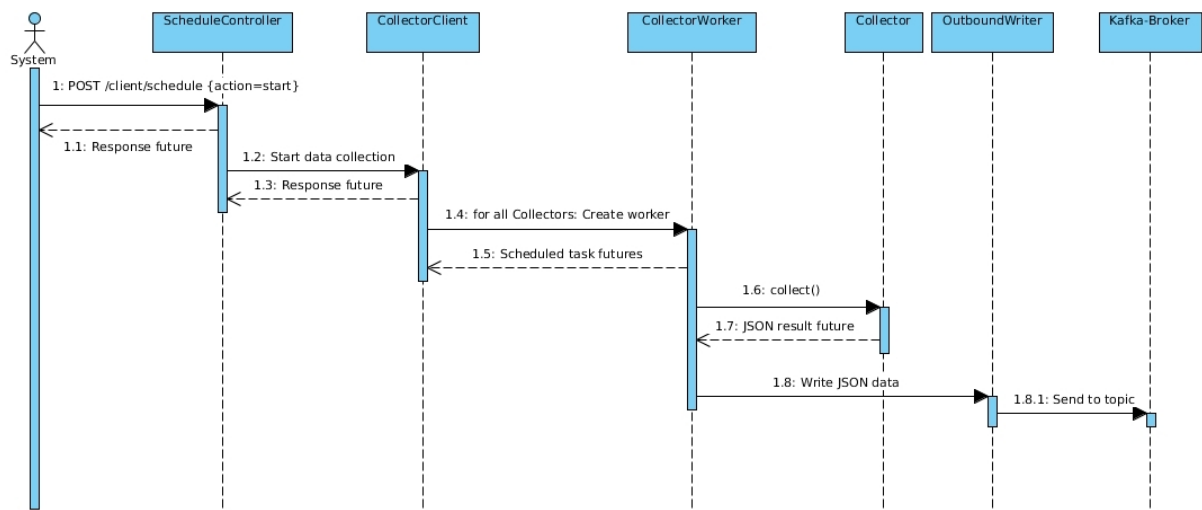 ScheduleController
CollectorClient
CollectorWorker
Collector
OutboundWriter
Kafka-Broker
System
1: POST /client/schedule {action=start}
1.1: Response future
1.2: Start data collection
1.3: Response future
1.4: for all Collectors: Create worker
1.5: Scheduled task futures
1.6: collect()
1.7: JSON result future
1.8: Write JSON data
1.8.1: Send to topic